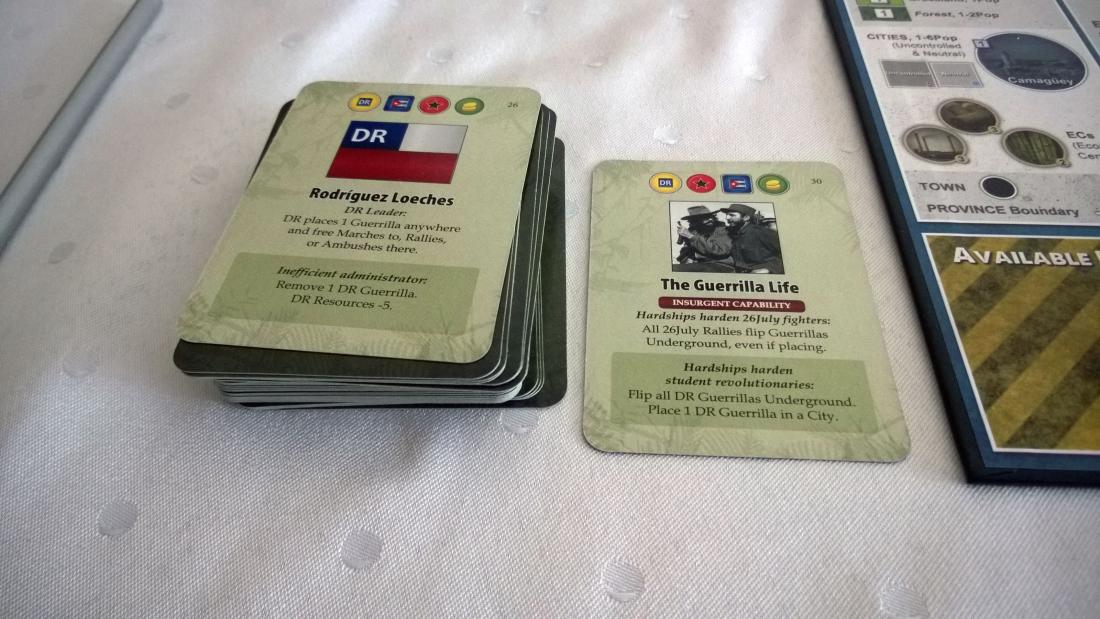 26
DR
DR
Rodríguez Loeches
DR Leader:
DR places 1 Guerrilla anywhere
and free Marches to, Rallies,
or Ambushes there.
Inefficient administrator:
Remove 1 DR Guerrilla.
DR Resources -5.
DR
30
The Guerrilla Life
INSURGENT CAPABILITY
Hardships harden 26July fighters:
All 26July Rallies flip Guerrillas
Underground, even if placing.
Hardships harden
student revolutionaries:
Flip all DR Guerrillas Underground.
Place 1 DR Guerrilla in a City.
1
Forest, 1-2Pop
CITIES, 1-6Pop
(Uncontrolled
& Neutral)
Uncontrolled
Neutral
Camagüey
ECs
TOWN
PROVINCE Boundary
AVAILABLE